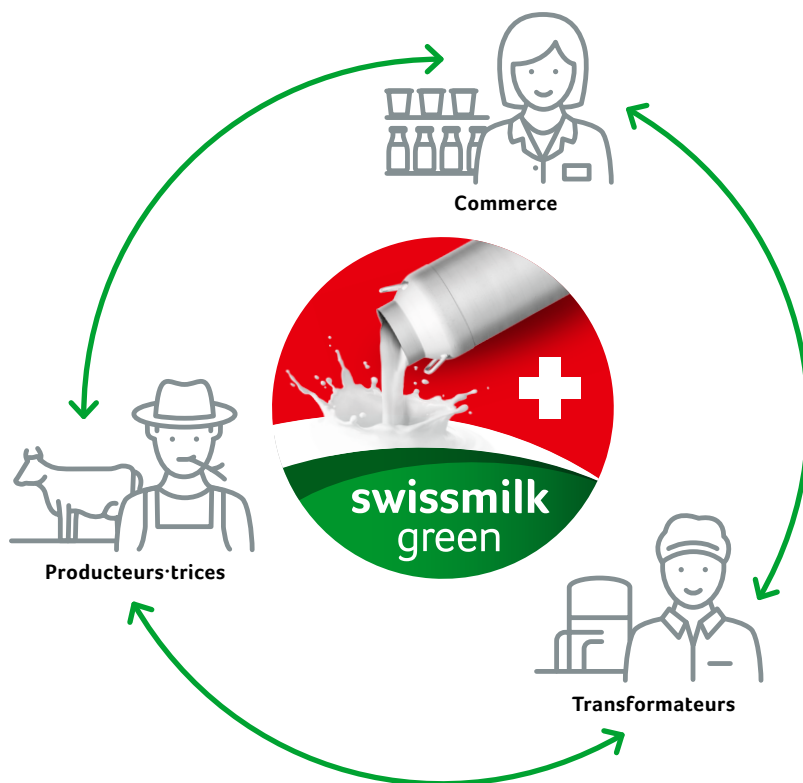 Commerce
swissmilk
green
Producteurs·trices
Transformateurs